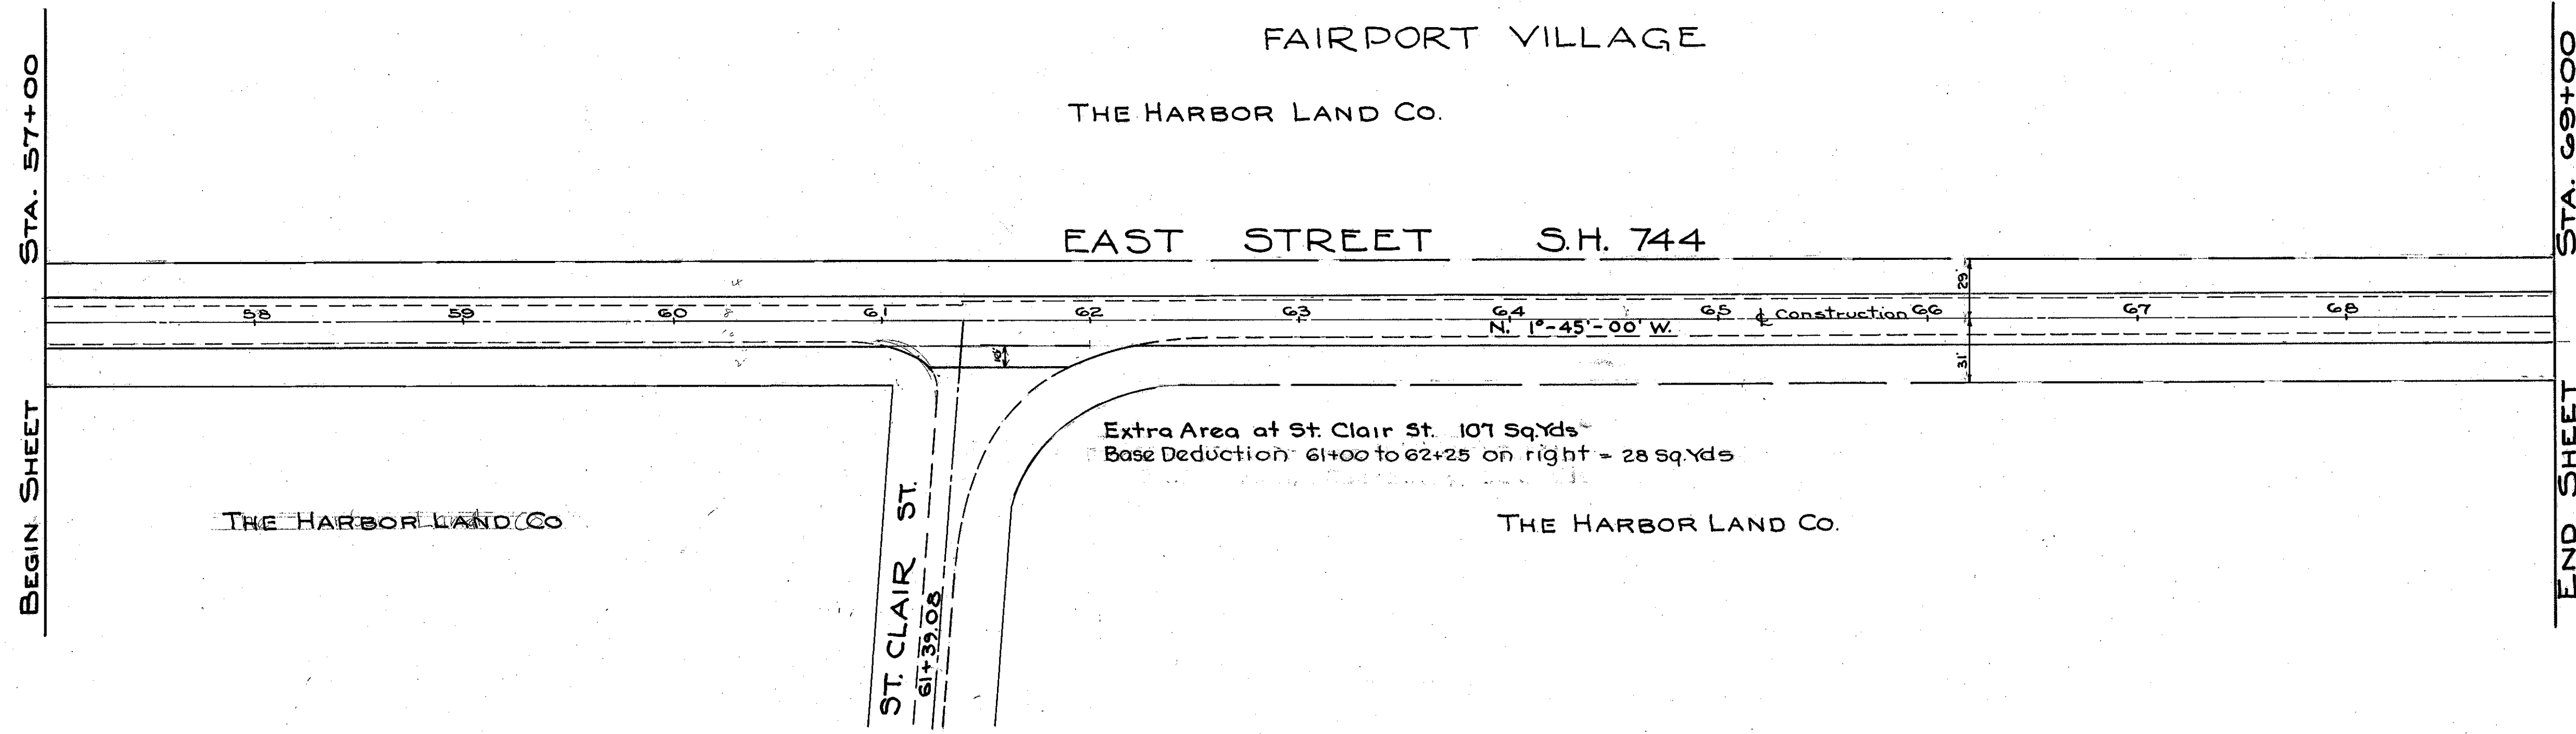 FAIRPORT VILLAGE
THE HARBOR LAND CO.
STA. 57+00
STA. 69+00
EAST STREET S.H. 744
29'
58 59 60 61 62 63 64 65 ℄ Construction 66 67 68
N. 1°-45'-00' W.
10'
31'
BEGIN SHEET
END SHEET
Extra Area at St. Clair St. 107 Sq.Yds
Base Deduction 61+00 to 62+25 on right = 28 Sq.Yds
THE HARBOR LAND CO
THE HARBOR LAND CO.
ST. CLAIR ST.
61+39.08